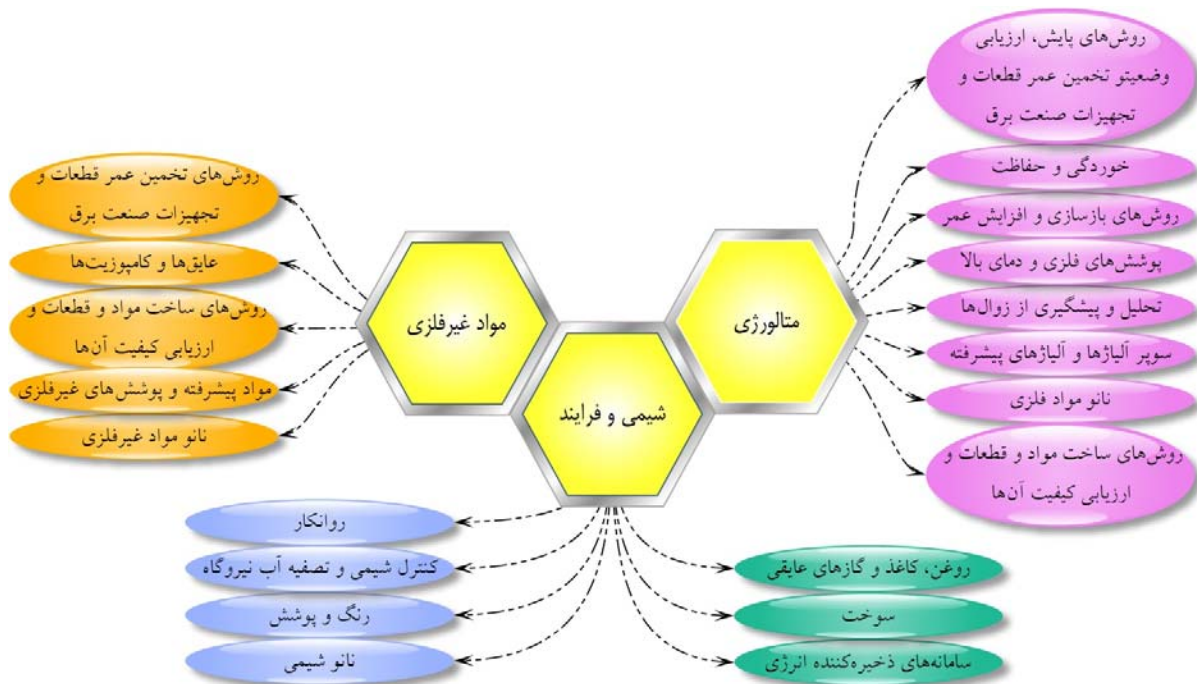 روش‌های پایش، ارزیابی
وضعیتو تخمین عمر قطعات و
تجهیزات صنعت برق
خوردگی و حفاظت
روش‌های بازسازی و افزایش عمر
پوشش‌های فلزی و دمای بالا
تحلیل و پیشگیری از زوال‌ها
سوپر آلیاژها و آلیاژهای پیشرفته
نانو مواد فلزی
روش‌های ساخت مواد و قطعات و
ارزیابی کیفیت آن‌ها
متالورژی
شیمی و فرایند
مواد غیرفلزی
روش‌های تخمین عمر قطعات و
تجهیزات صنعت برق
عایق‌ها و کامپوزیت‌ها
روش‌های ساخت مواد و قطعات و
ارزیابی کیفیت آن‌ها
مواد پیشرفته و پوشش‌های غیرفلزی
نانو مواد غیرفلزی
روغن، کاغذ و گازهای عایقی
سوخت
سامانه‌های ذخیره‌کننده انرژی
روانکار
کنترل شیمی و تصفیه آب نیروگاه
رنگ و پوشش
نانو شیمی